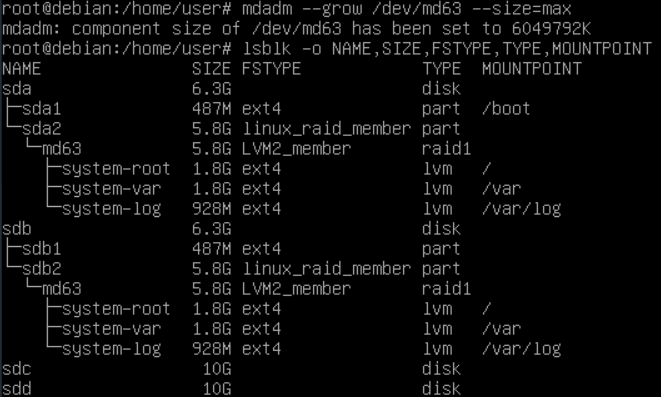 root@debian:/home/user# mdadm --grow /dev/md63 --size=max
mdadm: component size of /dev/md63 has been set to 6049792K
root@debian:/home/user# lsblk -o NAME,SIZE,FSTYPE,TYPE,MOUNTPOINT
NAME                SIZE FSTYPE            TYPE  MOUNTPOINT
sda                 6.3G                   disk
├─sda1              487M ext4              part  /boot
└─sda2              5.8G linux_raid_member part
  └─md63            5.8G LVM2_member       raid1
    ├─system-root   1.8G ext4              lvm   /
    ├─system-var    1.8G ext4              lvm   /var
    └─system-log    928M ext4              lvm   /var/log
sdb                 6.3G                   disk
├─sdb1              487M ext4              part
└─sdb2              5.8G linux_raid_member part
  └─md63            5.8G LVM2_member       raid1
    ├─system-root   1.8G ext4              lvm   /
    ├─system-var    1.8G ext4              lvm   /var
    └─system-log    928M ext4              lvm   /var/log
sdc                  10G                   disk
sdd                  10G                   disk